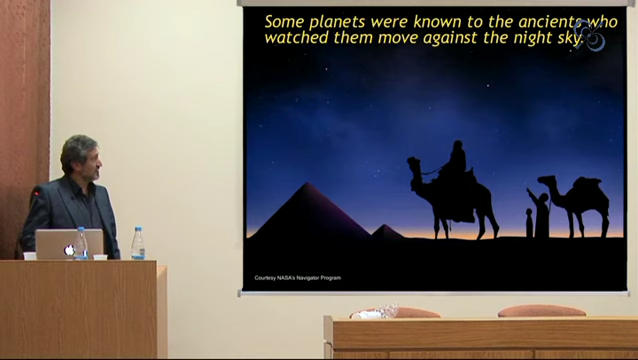 Some planets were known to the ancients who
watched them move against the night sky.
Courtesy NASA's Navigator Program